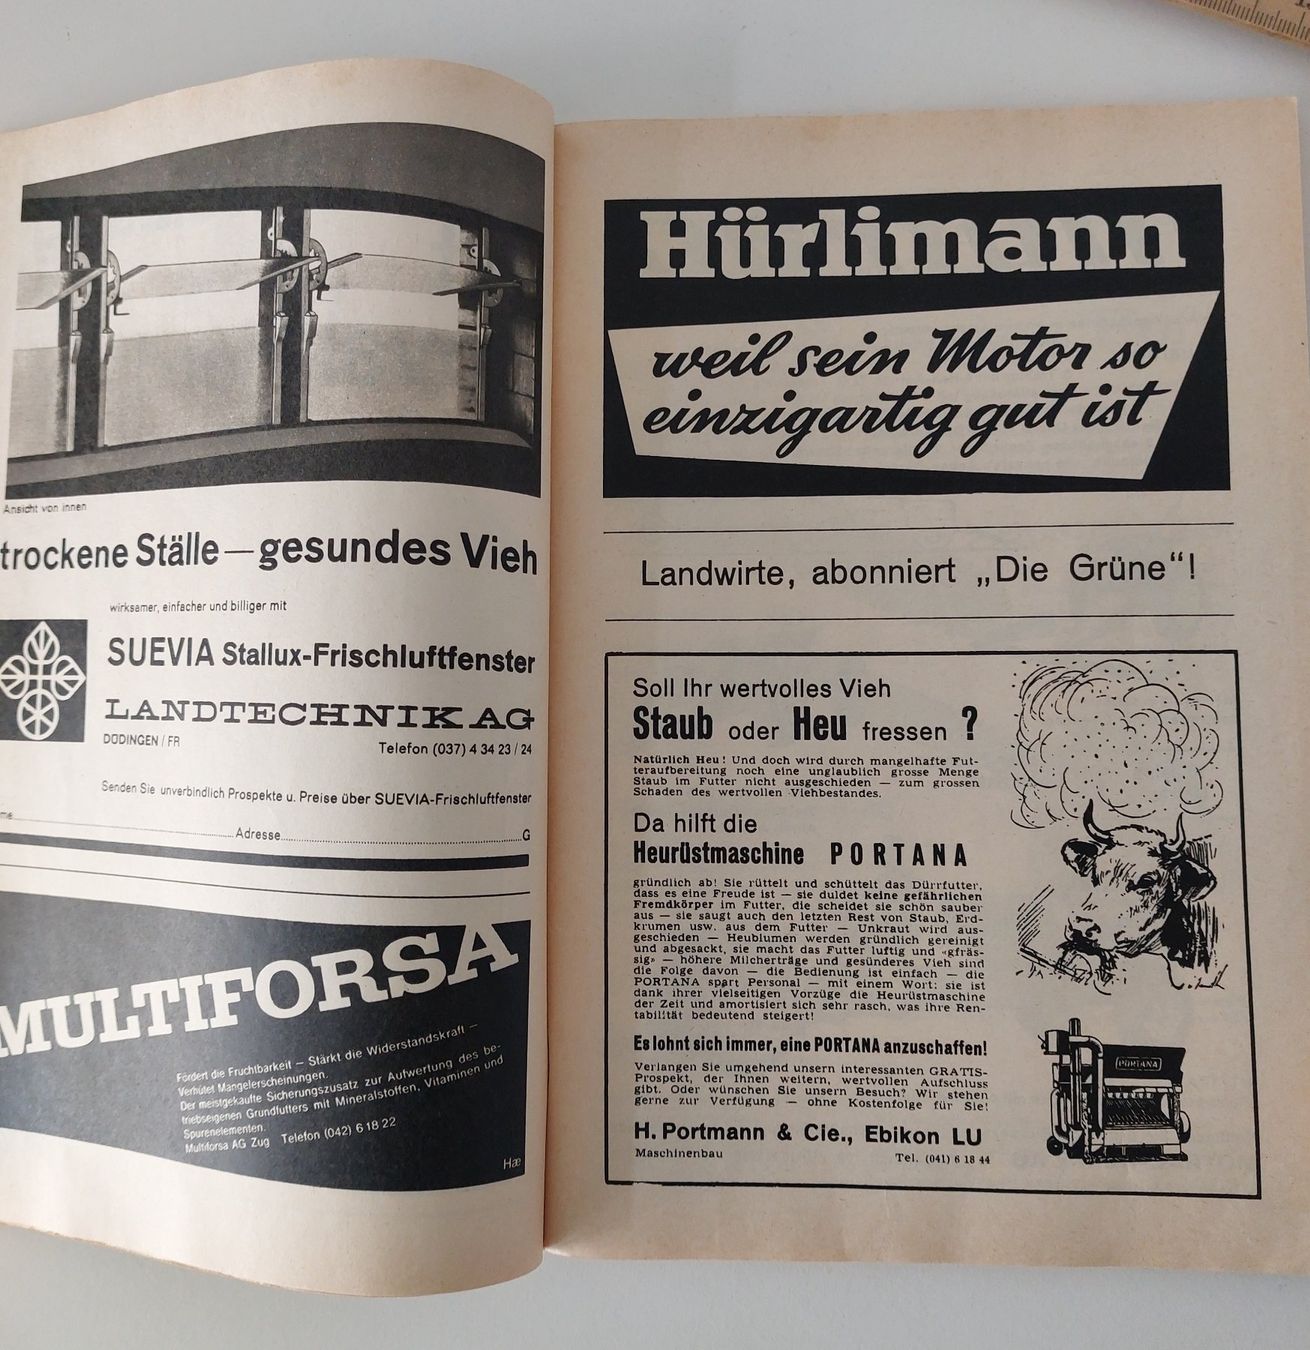 Ansicht von innen
trockene Ställe — gesundes Vieh
wirksamer, einfacher und billiger mit
SUEVIA Stallux-Frischluftfenster
LANDTECHNIK AG
DÜDINGEN / FR
Telefon (037) 4 34 23 / 24
Senden Sie unverbindlich Prospekte u. Preise über SUEVIA-Frischluftfenster
me
Adresse
G
MULTIFORSA
Fördert die Fruchtbarkeit – Stärkt die Widerstandskraft –
Verhütet Mangelerscheinungen.
Der meistgekaufte Sicherungszusatz zur Aufwertung des be-
triebseigenen Grundfutters mit Mineralstoffen, Vitaminen und
Spurenelementen.
Multiforsa AG Zug Telefon (042) 6 18 22
Hæ
Hürlimann
weil sein Motor so
einzigartig gut ist
Landwirte, abonniert „Die Grüne“!
Soll Ihr wertvolles Vieh
Staub oder Heu fressen ?
Natürlich Heu! Und doch wird durch mangelhafte Fut-
teraufbereitung noch eine unglaublich grosse Menge
Staub im Futter nicht ausgeschieden — zum grossen
Schaden des wertvollen Viehbestandes.
Da hilft die
Heurüstmaschine PORTANA
gründlich ab! Sie rüttelt und schüttelt das Dürrfutter,
dass es eine Freude ist — sie duldet keine gefährlichen
Fremdkörper im Futter, die scheidet sie schön sauber
aus — sie saugt auch den letzten Rest von Staub, Erd-
krumen usw. aus dem Futter — Unkraut wird aus-
geschieden — Heublumen werden gründlich gereinigt
und abgesackt, sie macht das Futter luftig und «gfräs-
sig» — höhere Milcherträge und gesünderes Vieh sind
die Folge davon — die Bedienung ist einfach — die
PORTANA spart Personal — mit einem Wort: sie ist
dank ihrer vielseitigen Vorzüge die Heurüstmaschine
der Zeit und amortisiert sich sehr rasch, was ihre Ren-
tabilität bedeutend steigert!
Es lohnt sich immer, eine PORTANA anzuschaffen!
Verlangen Sie umgehend unsern interessanten GRATIS-
Prospekt, der Ihnen weitern, wertvollen Aufschluss
gibt. Oder wünschen Sie unsern Besuch? Wir stehen
gerne zur Verfügung — ohne Kostenfolge für Sie!
H. Portmann & Cie., Ebikon LU
Maschinenbau
Tel. (041) 6 18 44
PORTANA